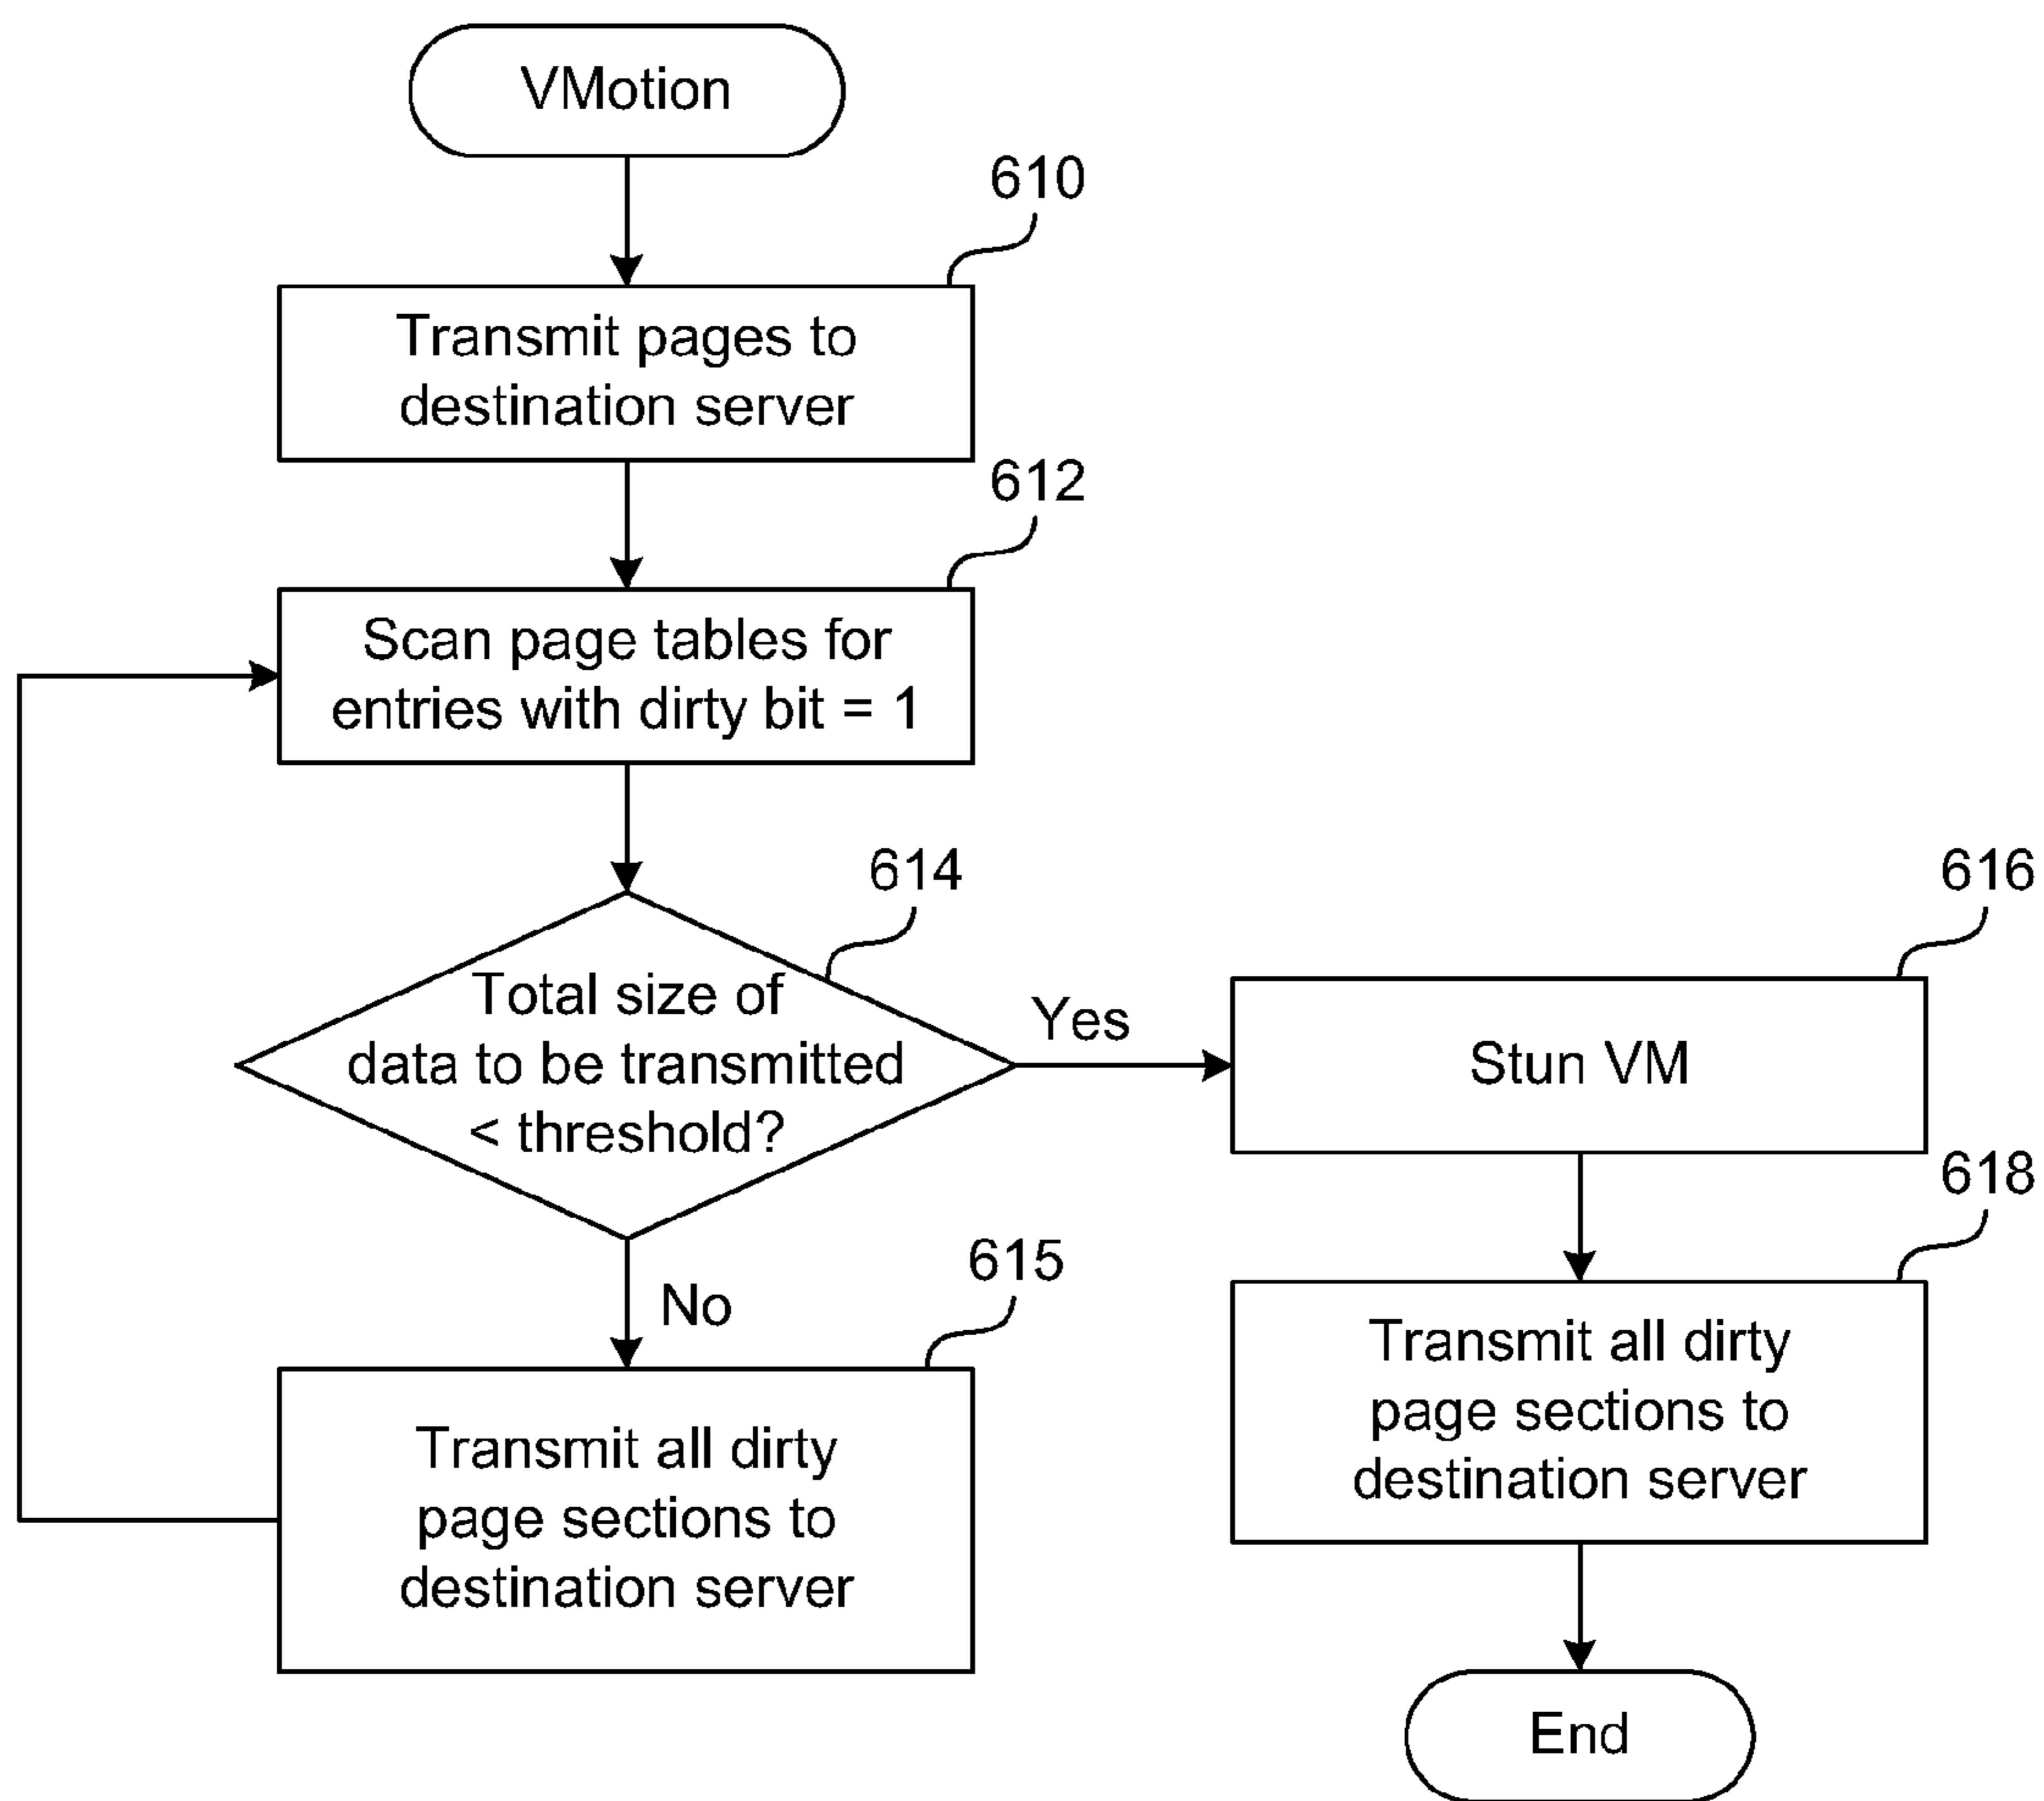 VMotion
610
Transmit pages to
destination server
612
Scan page tables for
entries with dirty bit = 1
614
Total size of
data to be transmitted
< threshold?
Yes
616
Stun VM
No
615
Transmit all dirty
page sections to
destination server
618
Transmit all dirty
page sections to
destination server
End